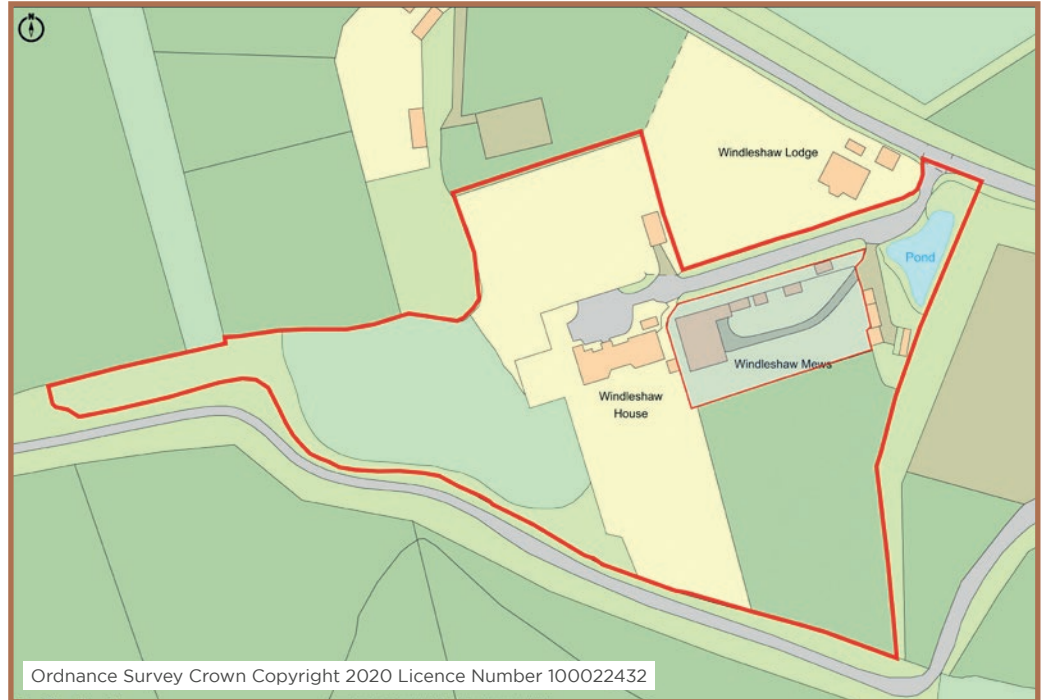 N
Windleshaw Lodge
Pond
Windleshaw Mews
Windleshaw
House
Ordnance Survey Crown Copyright 2020 Licence Number 100022432